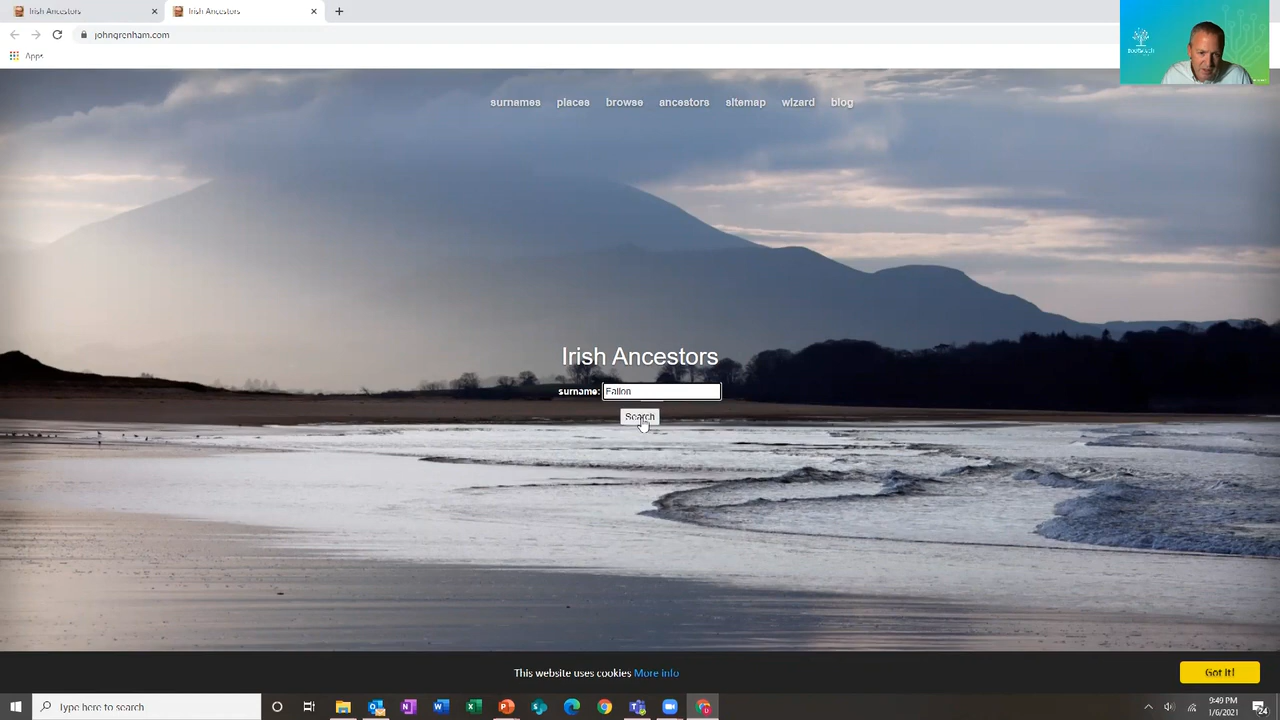 Irish Ancestors
Irish Ancestors
johngrenham.com
Apps
surnames places browse ancestors sitemap wizard blog
Irish Ancestors
surname: Fallon
Search
This website uses cookies More info
Got it!
Type here to search
9:49 PM
1/6/2021
24